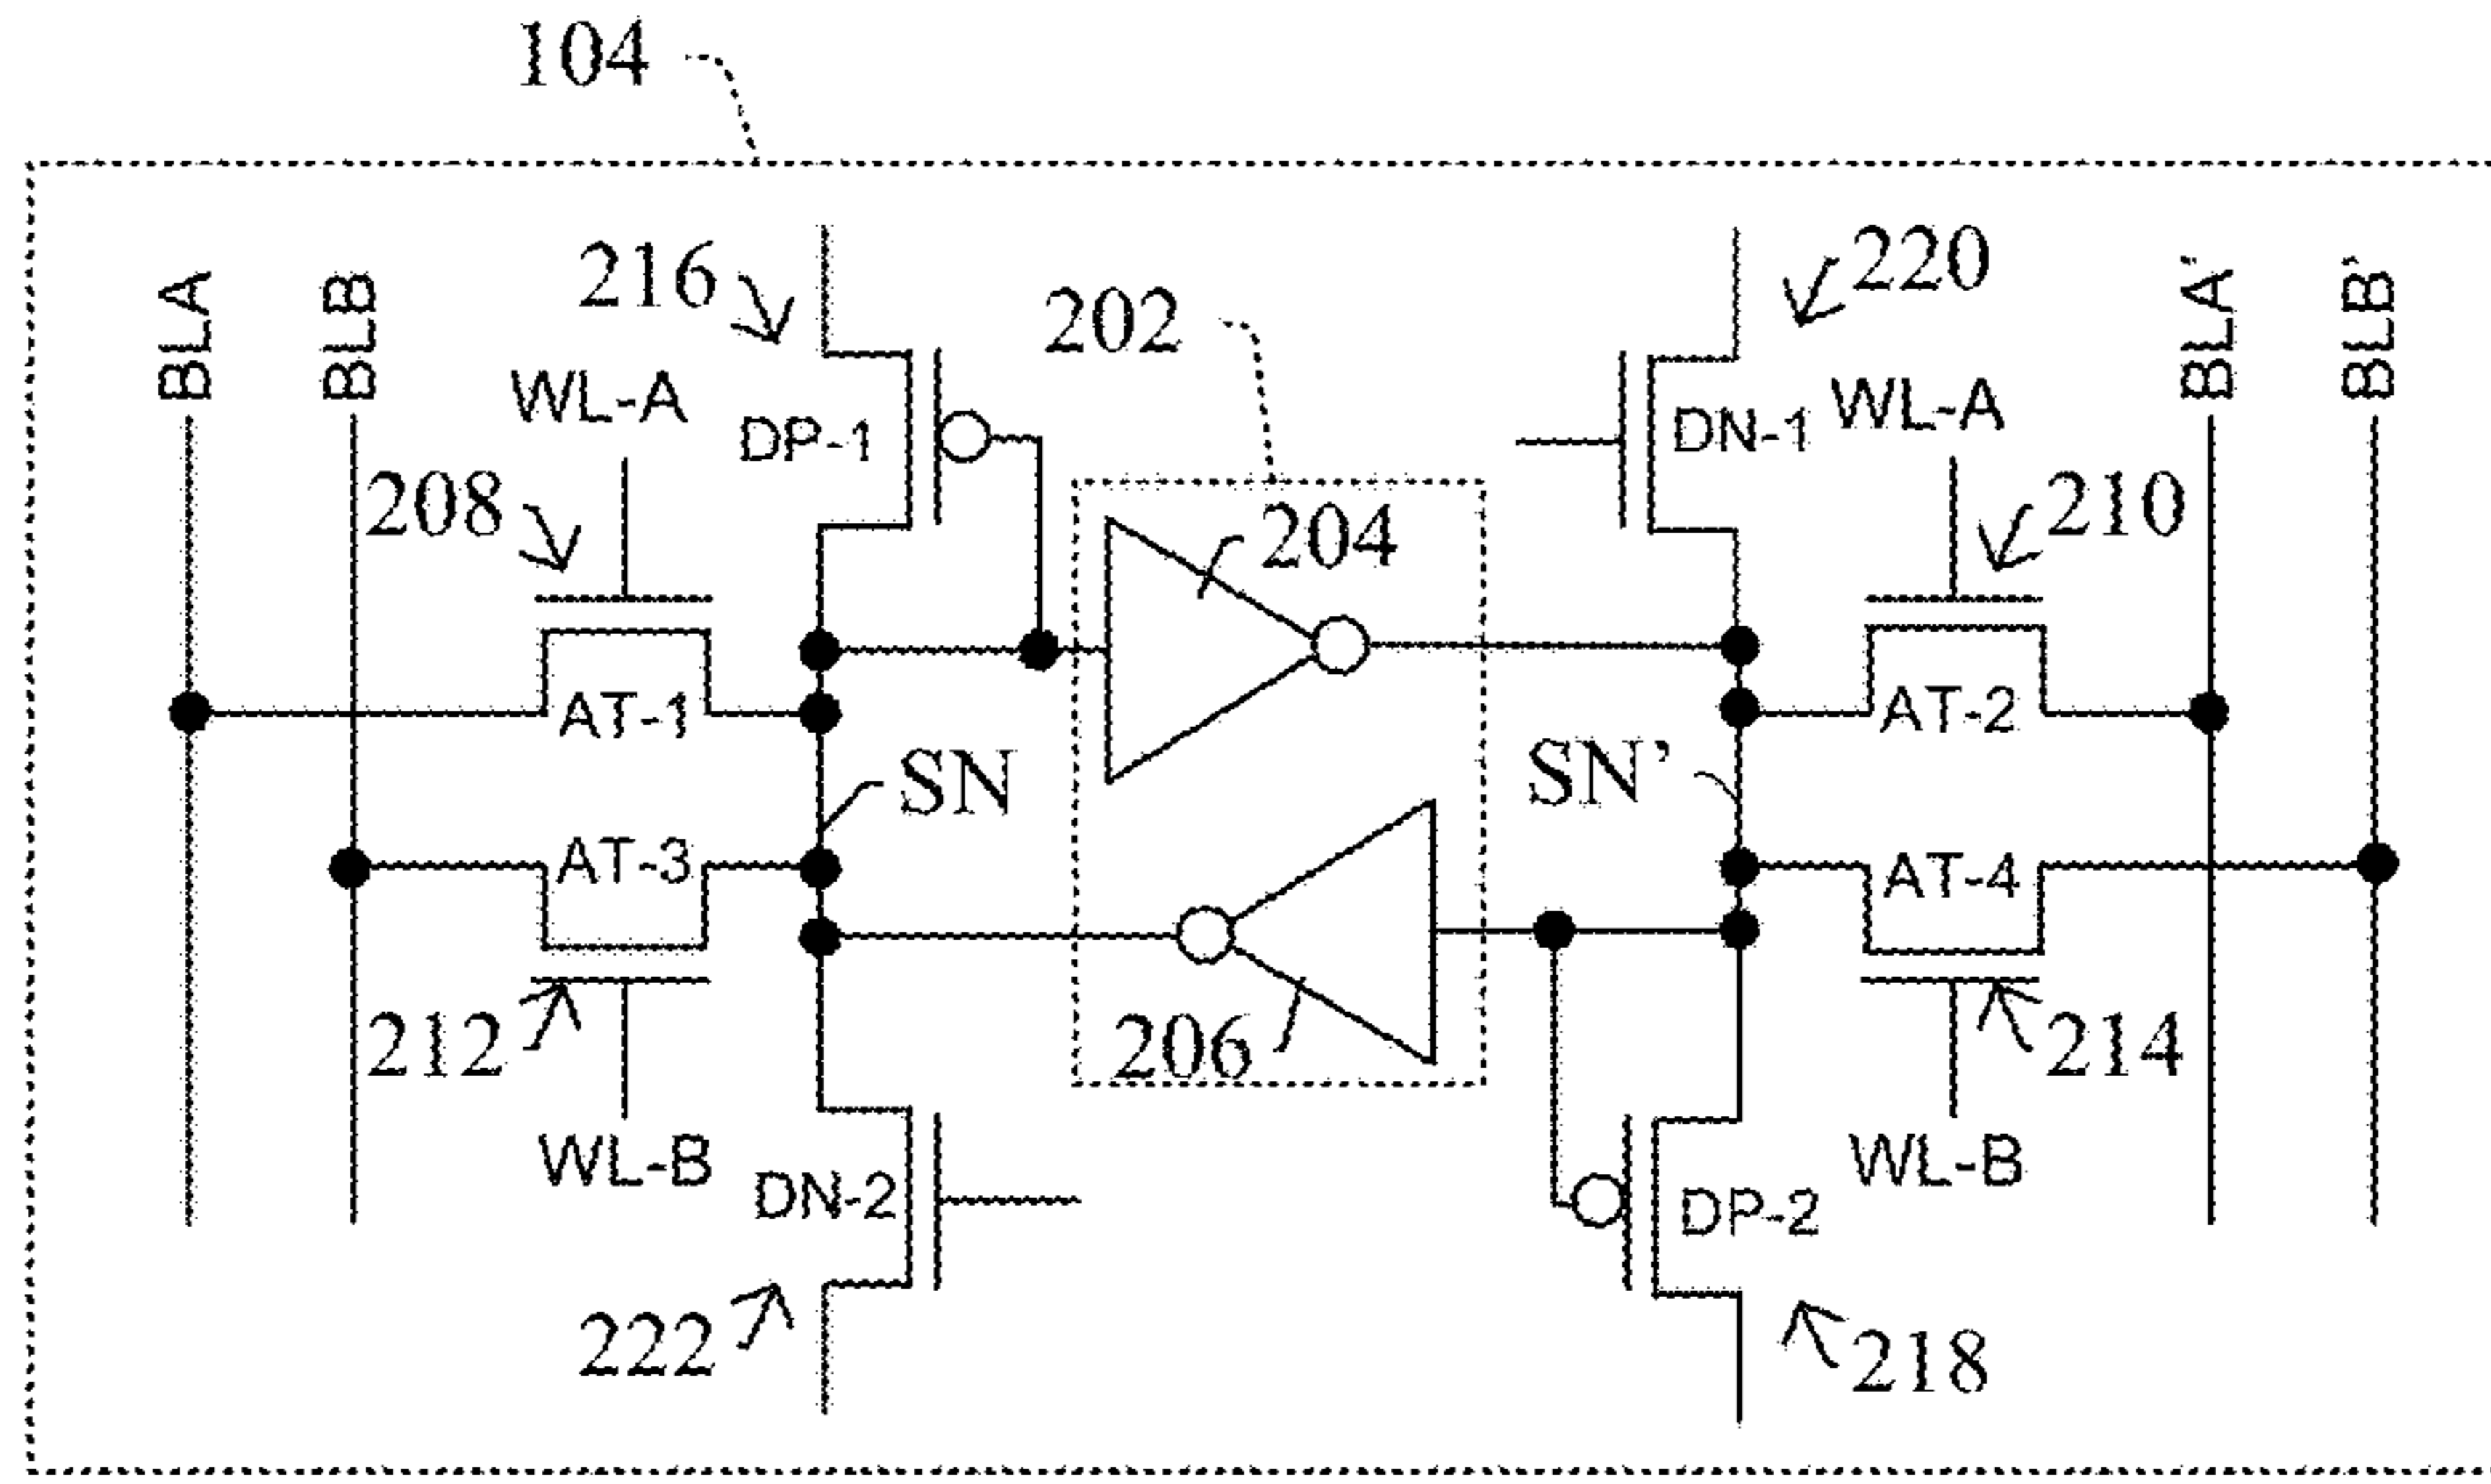 104
BLA
BLB
216
202
220
BLA'
BLB'
WL-A
DP-1
DN-1
WL-A
208
204
210
AT-1
AT-2
SN
SN’
AT-3
AT-4
212
206
214
WL-B
DN-2
DP-2
WL-B
222
218